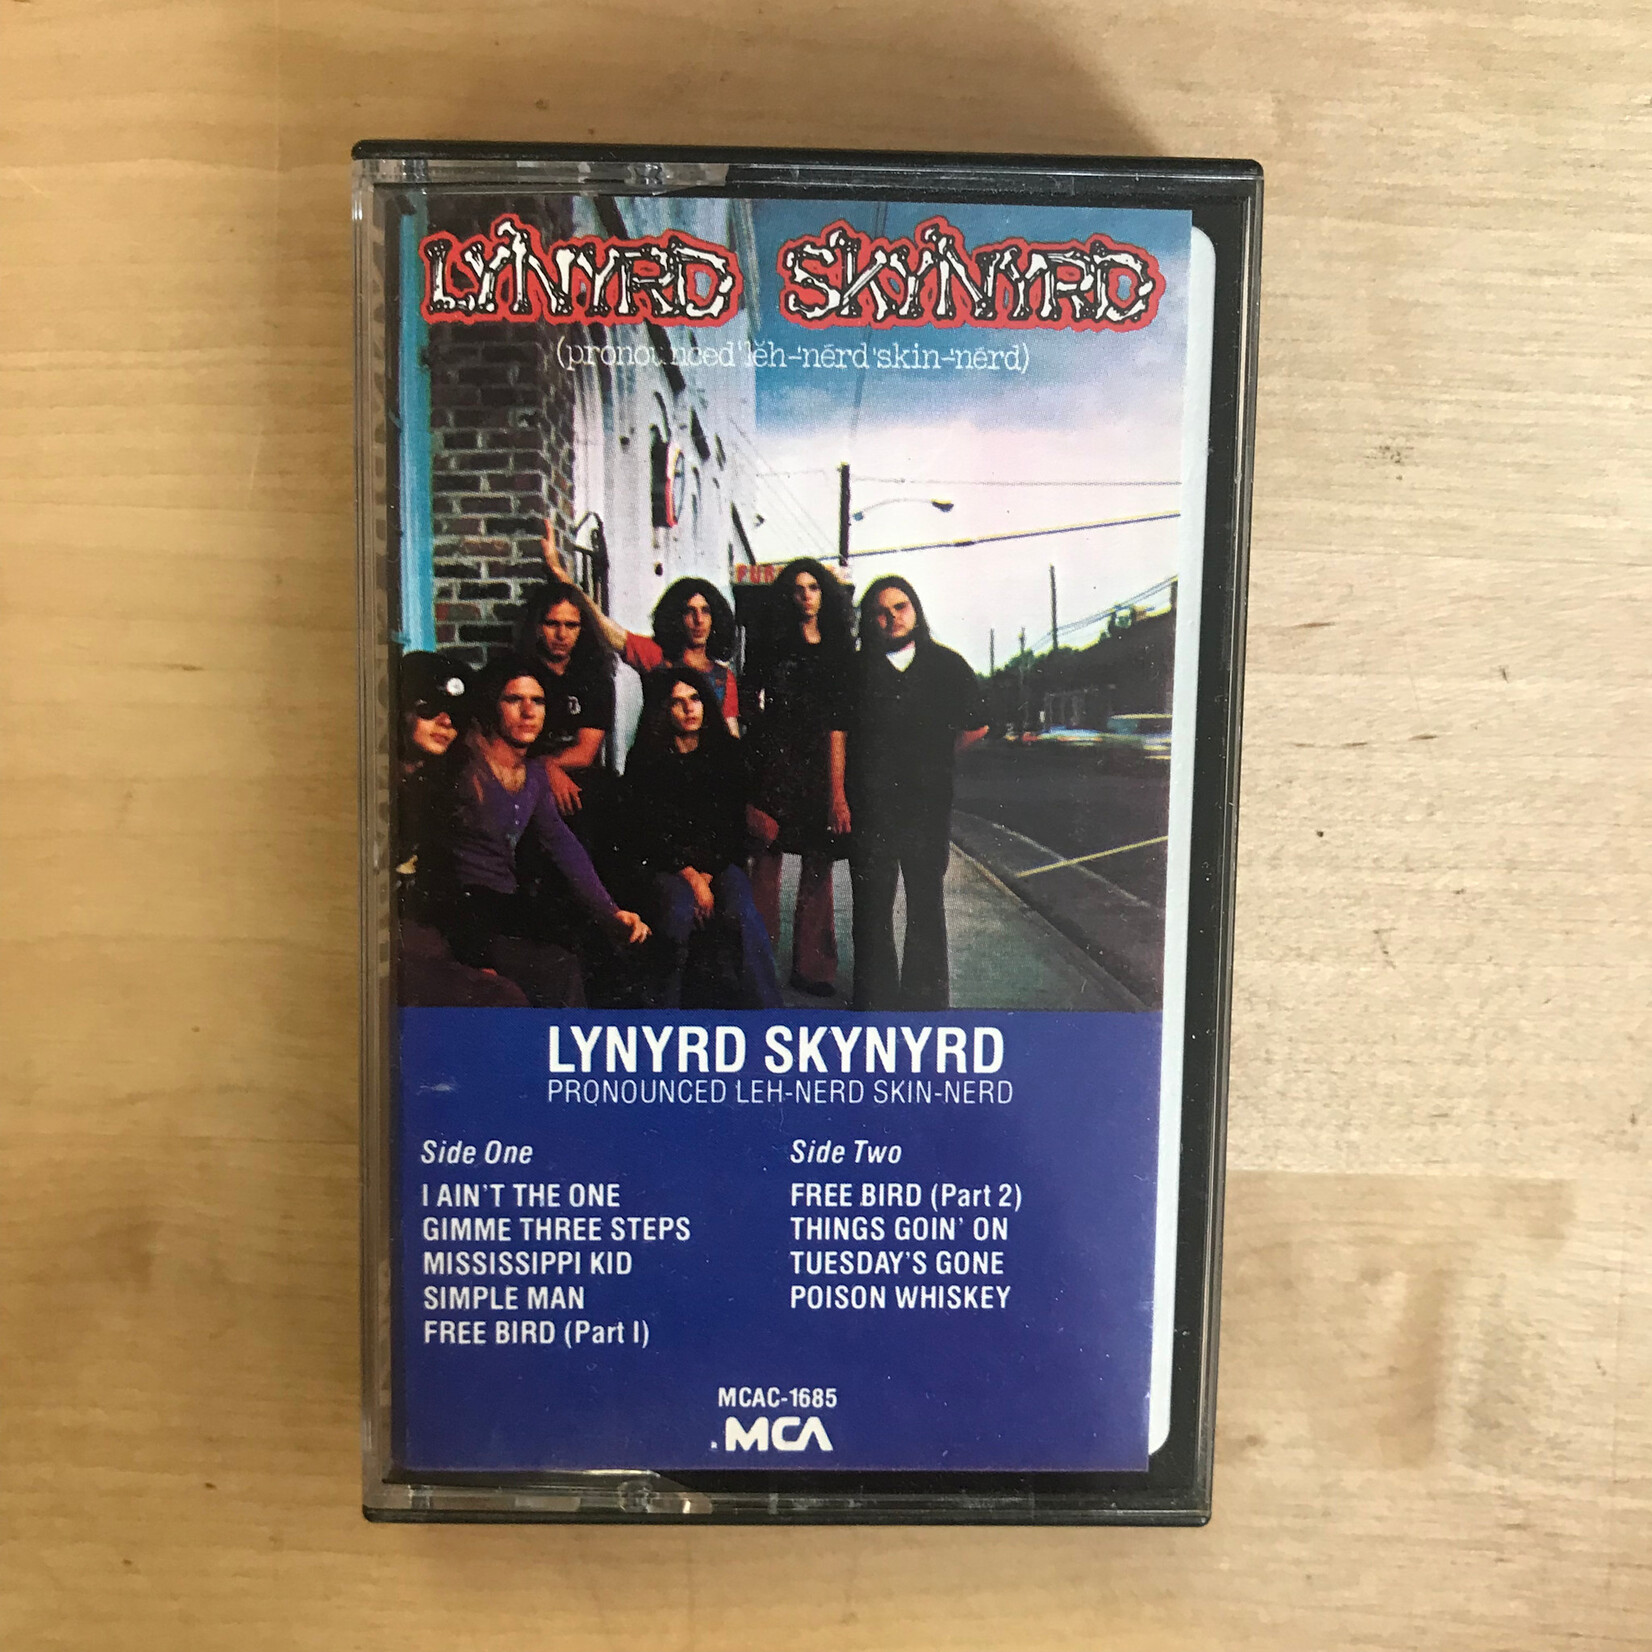 LYNYRD SKYNYRD
(pronounced 'lĕh-'nérd 'skin-'nérd)
FUR
LYNYRD SKYNYRD
PRONOUNCED LEH-NERD SKIN-NERD
Side One
I AIN'T THE ONE
GIMME THREE STEPS
MISSISSIPPI KID
SIMPLE MAN
FREE BIRD (Part I)
Side Two
FREE BIRD (Part 2)
THINGS GOIN' ON
TUESDAY'S GONE
POISON WHISKEY
MCAC-1685
MCA